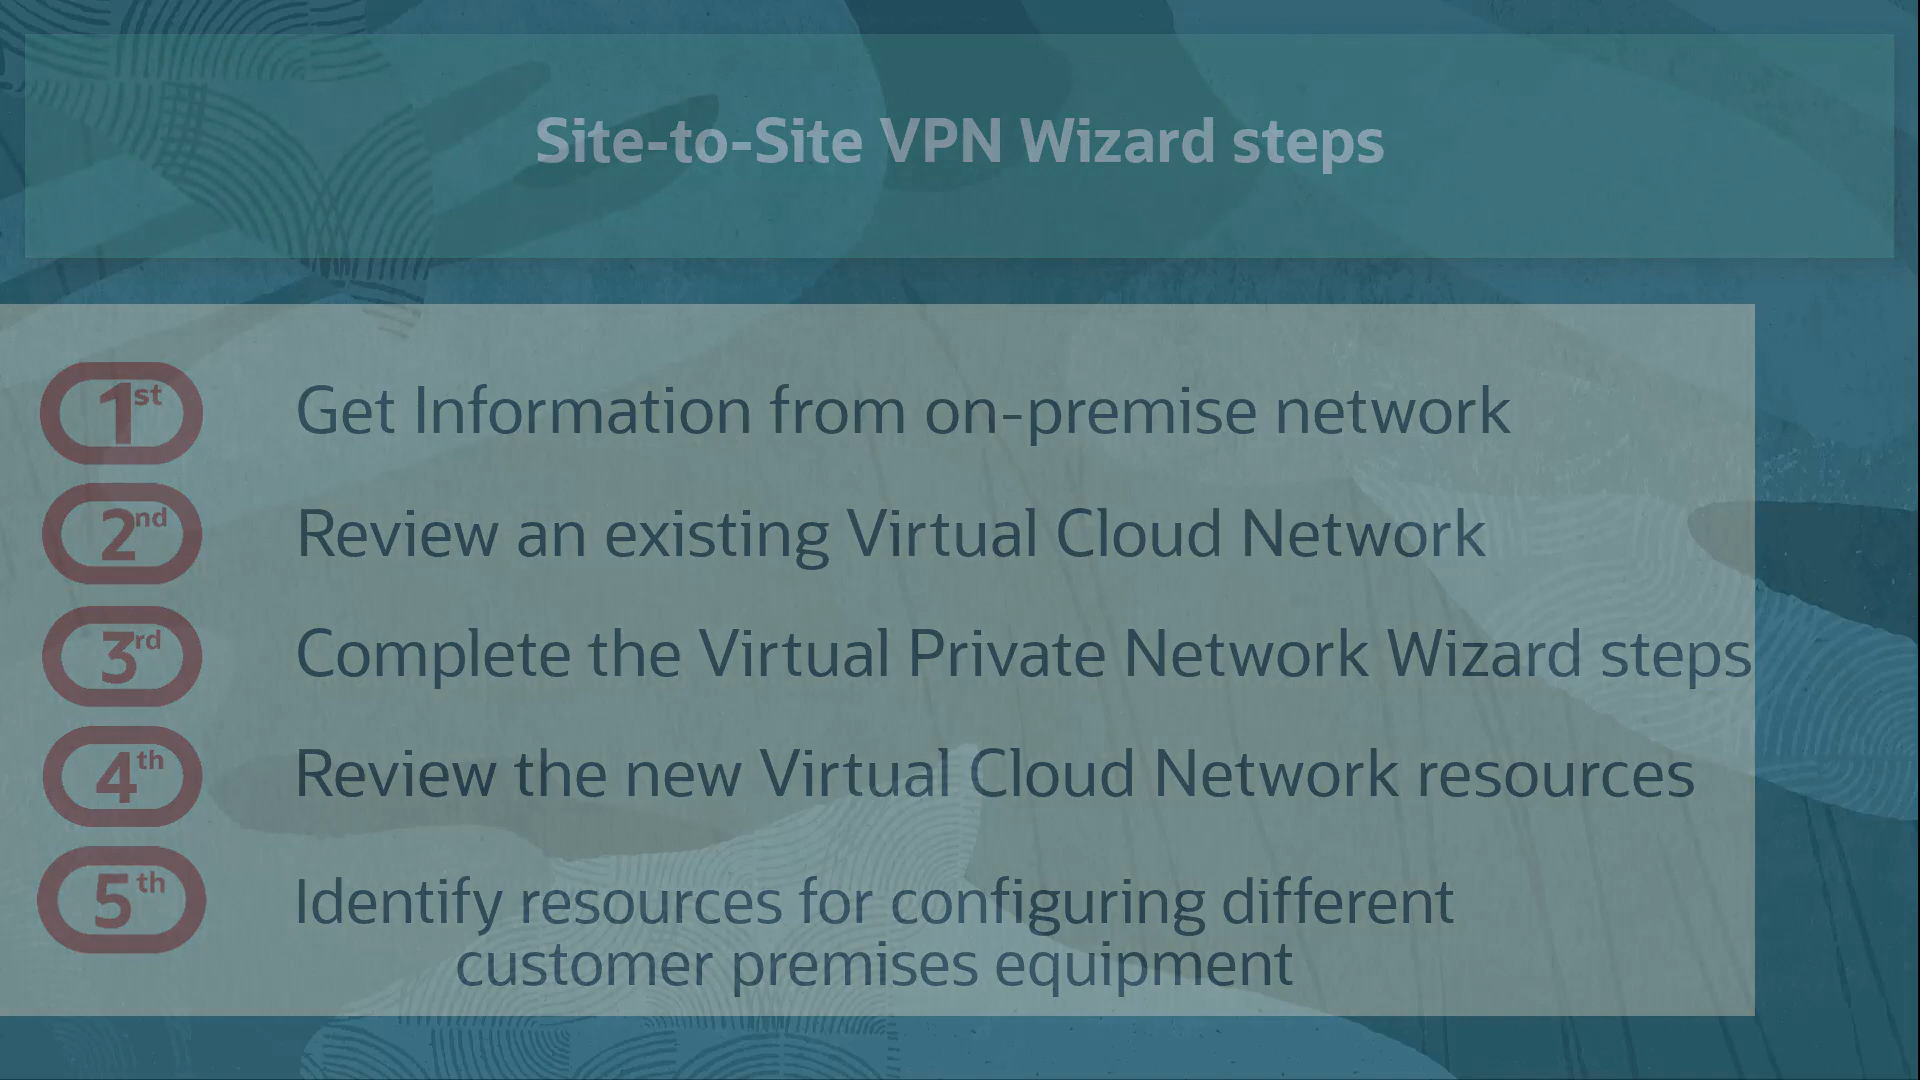 Site-to-Site VPN Wizard steps
1st Get Information from on-premise network
2nd Review an existing Virtual Cloud Network
3rd Complete the Virtual Private Network Wizard steps
4th Review the new Virtual Cloud Network resources
5th Identify resources for configuring different
customer premises equipment